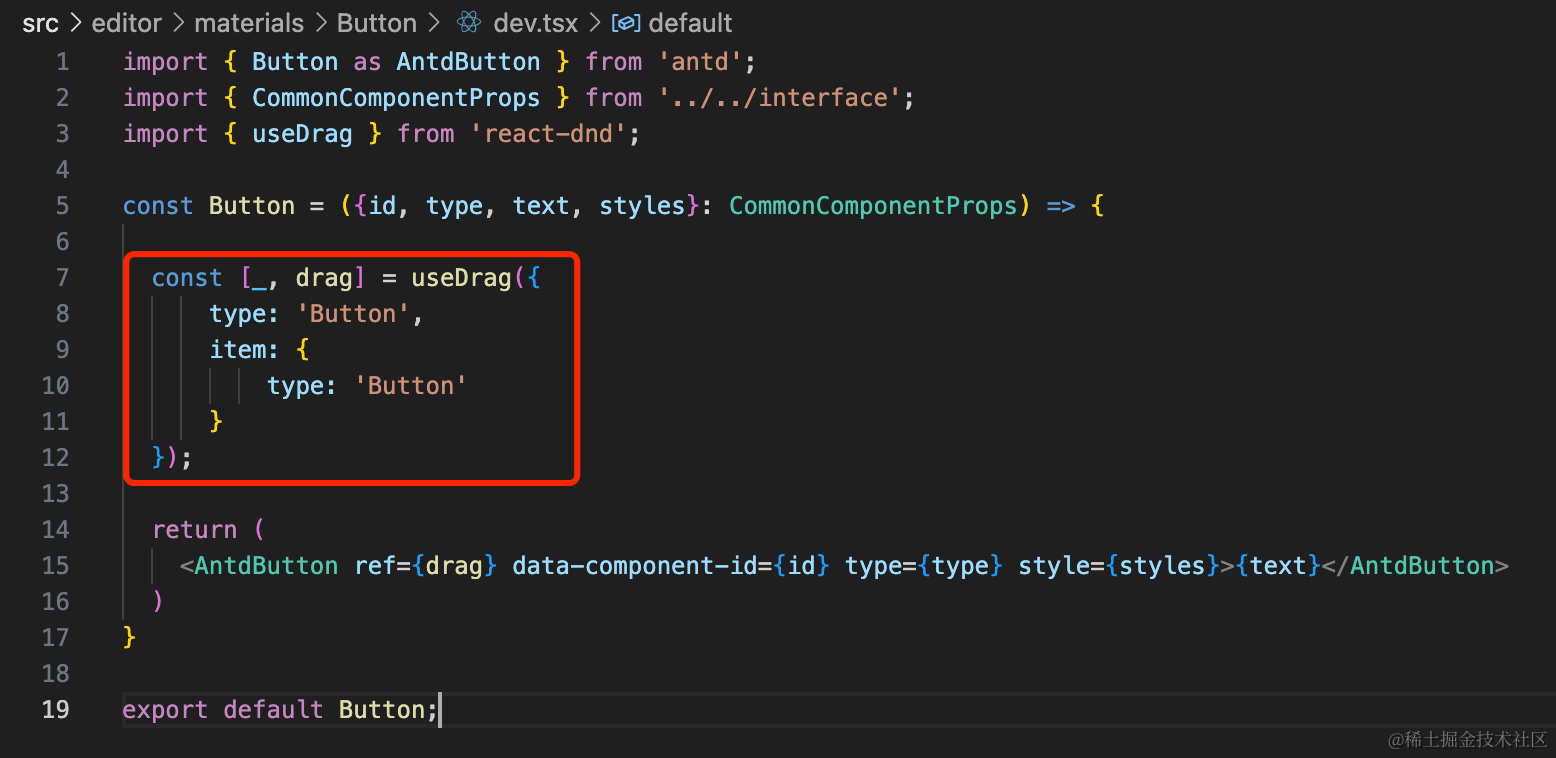 src > editor > materials > Button > dev.tsx > default
1 import { Button as AntdButton } from 'antd';
2 import { CommonComponentProps } from '../../interface';
3 import { useDrag } from 'react-dnd';
4
5 const Button = ({id, type, text, styles}: CommonComponentProps) => {
6
7   const [_, drag] = useDrag({
8       type: 'Button',
9       item: {
10           type: 'Button'
11       }
12   });
13
14   return (
15     <AntdButton ref={drag} data-component-id={id} type={type} style={styles}>{text}</AntdButton>
16   )
17 }
18
19 export default Button;
@稀土掘金技术社区